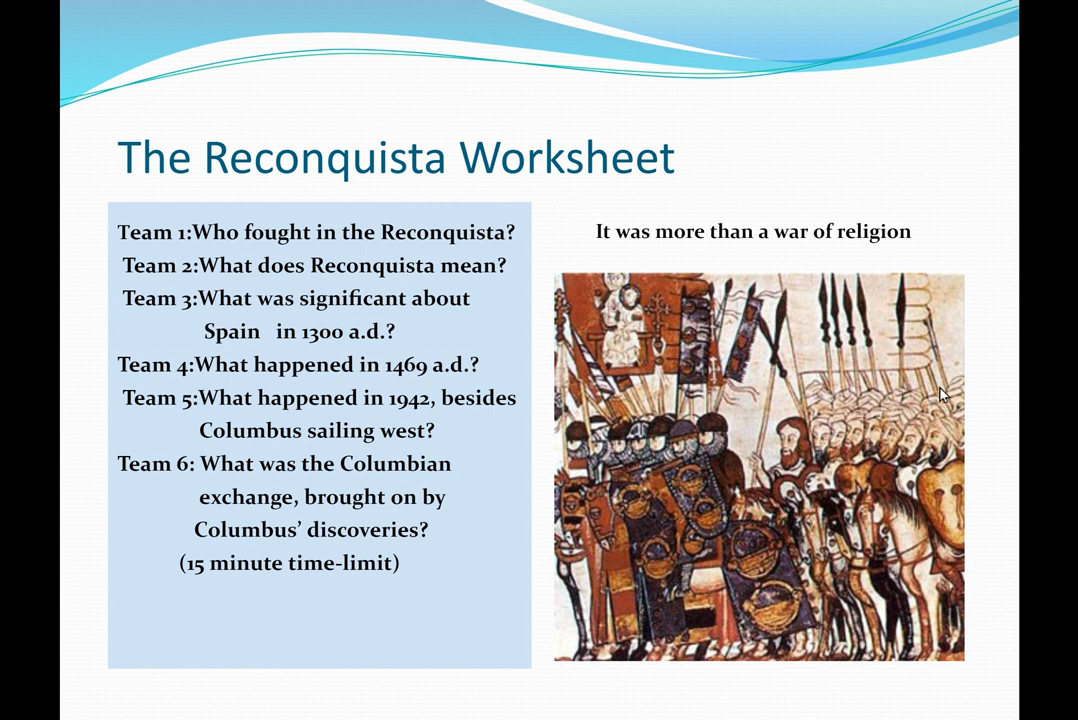 The Reconquista Worksheet
Team 1:Who fought in the Reconquista?
Team 2:What does Reconquista mean?
Team 3:What was significant about
Spain in 1300 a.d.?
Team 4:What happened in 1469 a.d.?
Team 5:What happened in 1942, besides
Columbus sailing west?
Team 6: What was the Columbian
exchange, brought on by
Columbus’ discoveries?
(15 minute time-limit)
It was more than a war of religion